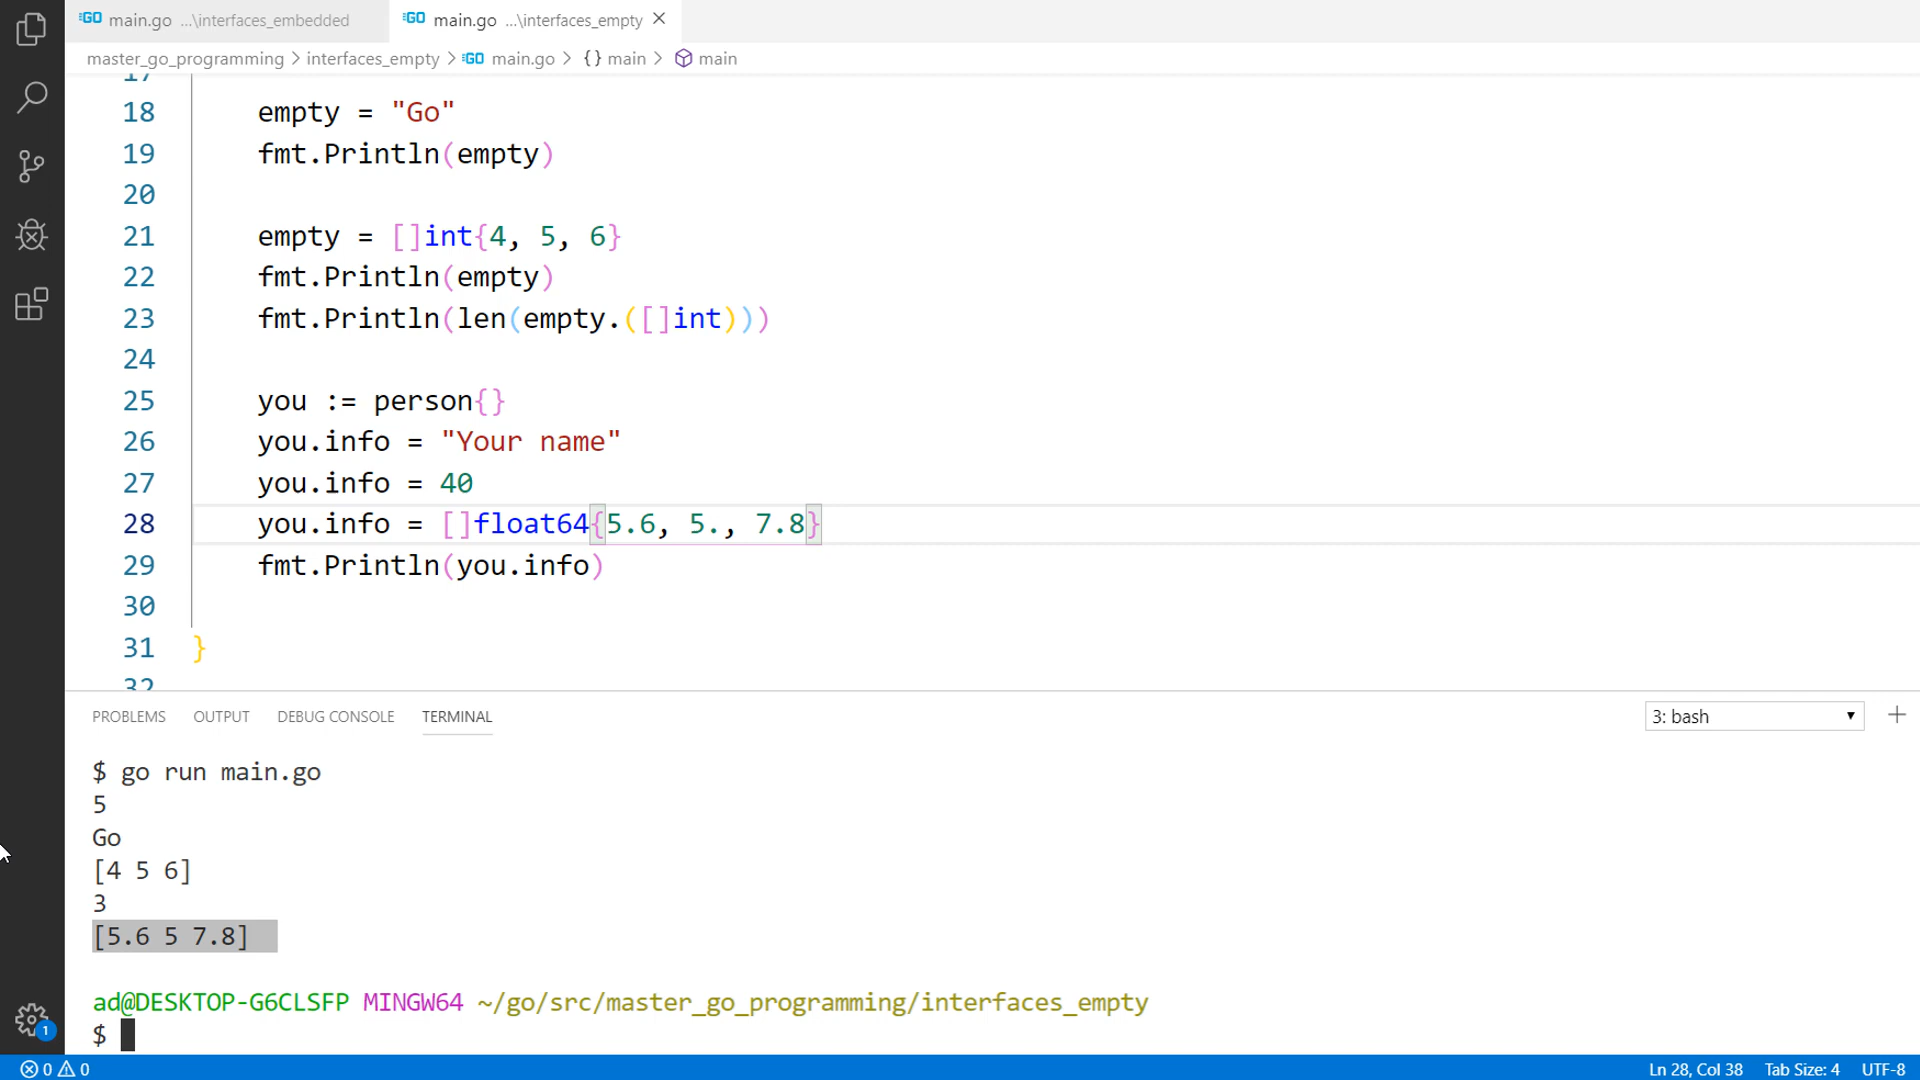 GO main.go ...\interfaces_embedded GO main.go ...\interfaces_empty
master_go_programming > interfaces_empty > GO main.go > {} main > main
17
18 empty = "Go"
19 fmt.Println(empty)
20
21 empty = []int{4, 5, 6}
22 fmt.Println(empty)
23 fmt.Println(len(empty.([]int)))
24
25 you := person{}
26 you.info = "Your name"
27 you.info = 40
28 you.info = []float64{5.6, 5., 7.8}
29 fmt.Println(you.info)
30
31 }
32
PROBLEMS OUTPUT DEBUG CONSOLE TERMINAL 3: bash
$ go run main.go
5
Go
[4 5 6]
3
[5.6 5 7.8]
ad@DESKTOP-G6CLSFP MINGW64 ~/go/src/master_go_programming/interfaces_empty
$
1
0 0 Ln 28, Col 38 Tab Size: 4 UTF-8